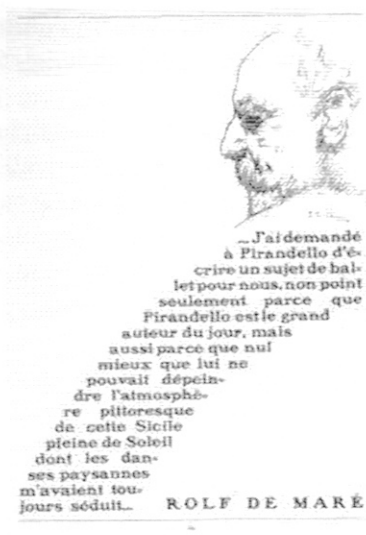 ...J'ai demandé
à Pirandello d'é-
crire un sujet de bal-
let pour nous, non point
seulement parce que
Pirandello est le grand
auteur du jour, mais
aussi parce que nul
mieux que lui ne
pouvait dépein-
dre l'atmosphè-
re pittoresque
de cette Sicile
pleine de Soleil
dont les dan-
ses paysannes
m'avaient tou-
jours séduit...
ROLF DE MARÉ